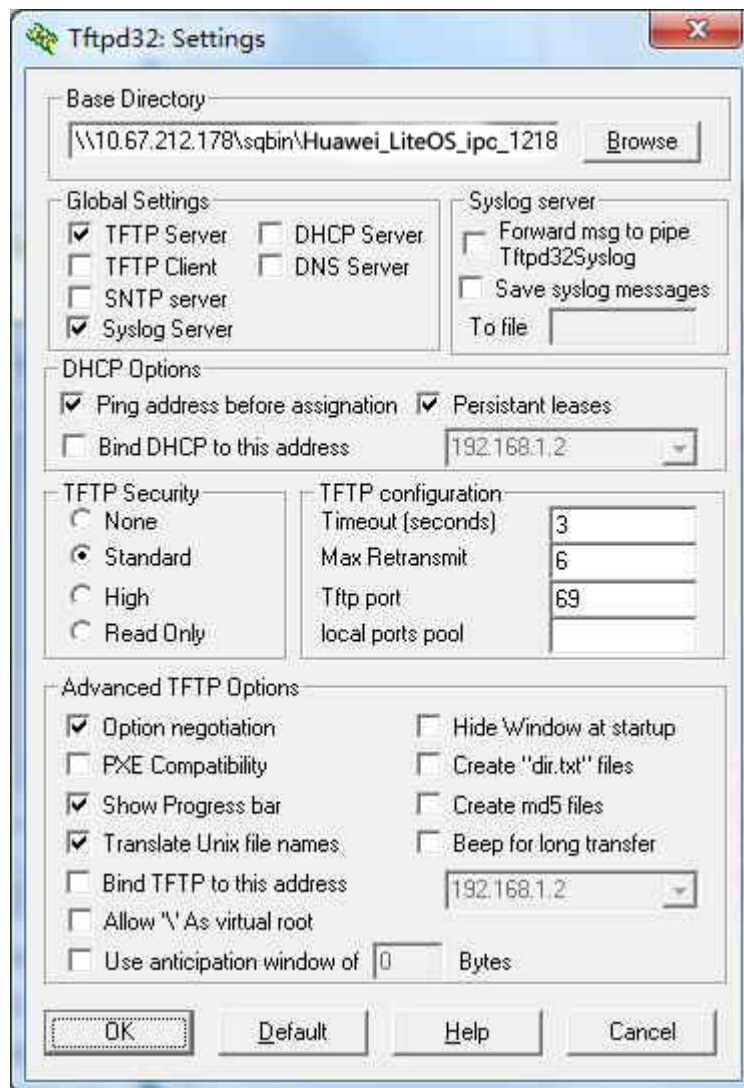 Tftpd32: Settings
Base Directory
\\10.67.212.178\sqbin\Huawei_LiteOS_ipc_1218
Browse
Global Settings
TFTP Server
DHCP Server
TFTP Client
DNS Server
SNTP server
Syslog Server
Syslog server
Forward msg to pipe
Tftpd32Syslog
Save syslog messages
To file
DHCP Options
Ping address before assignation
Persistant leases
Bind DHCP to this address
192.168.1.2
TFTP Security
None
Standard
High
Read Only
TFTP configuration
Timeout (seconds)
3
Max Retransmit
6
Tftp port
69
local ports pool
Advanced TFTP Options
Option negotiation
Hide Window at startup
PXE Compatibility
Create "dir.txt" files
Show Progress bar
Create md5 files
Translate Unix file names
Beep for long transfer
Bind TFTP to this address
192.168.1.2
Allow '\' As virtual root
Use anticipation window of
0
Bytes
OK
Default
Help
Cancel